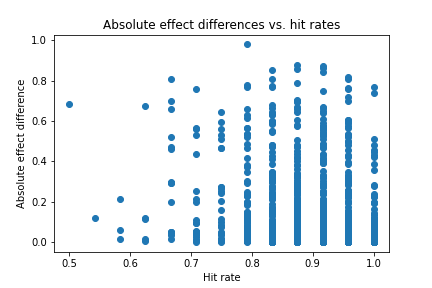 Absolute effect differences vs. hit rates
1.0
0.8
0.6
0.4
0.2
0.0
Absolute effect difference
0.5 0.6 0.7 0.8 0.9 1.0
Hit rate